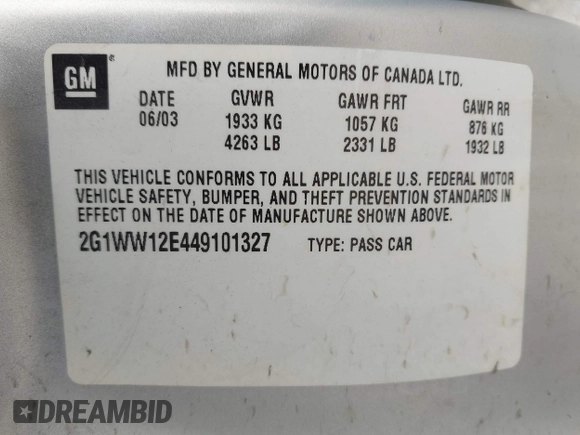 GM
MFD BY GENERAL MOTORS OF CANADA LTD.
DATE GVWR GAWR FRT GAWR RR
06/03 1933 KG 1057 KG 876 KG
4263 LB 2331 LB 1932 LB
THIS VEHICLE CONFORMS TO ALL APPLICABLE U.S. FEDERAL MOTOR
VEHICLE SAFETY, BUMPER, AND THEFT PREVENTION STANDARDS IN
EFFECT ON THE DATE OF MANUFACTURE SHOWN ABOVE.
2G1WW12E449101327 TYPE: PASS CAR
DREAMBID